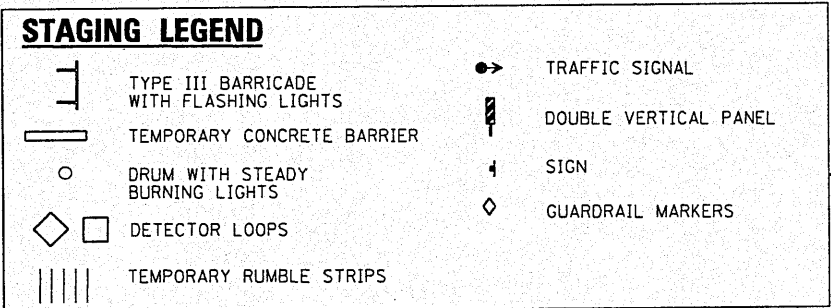 STAGING LEGEND
TYPE III BARRICADE
WITH FLASHING LIGHTS
TEMPORARY CONCRETE BARRIER
DRUM WITH STEADY
BURNING LIGHTS
DETECTOR LOOPS
TEMPORARY RUMBLE STRIPS
TRAFFIC SIGNAL
DOUBLE VERTICAL PANEL
SIGN
GUARDRAIL MARKERS